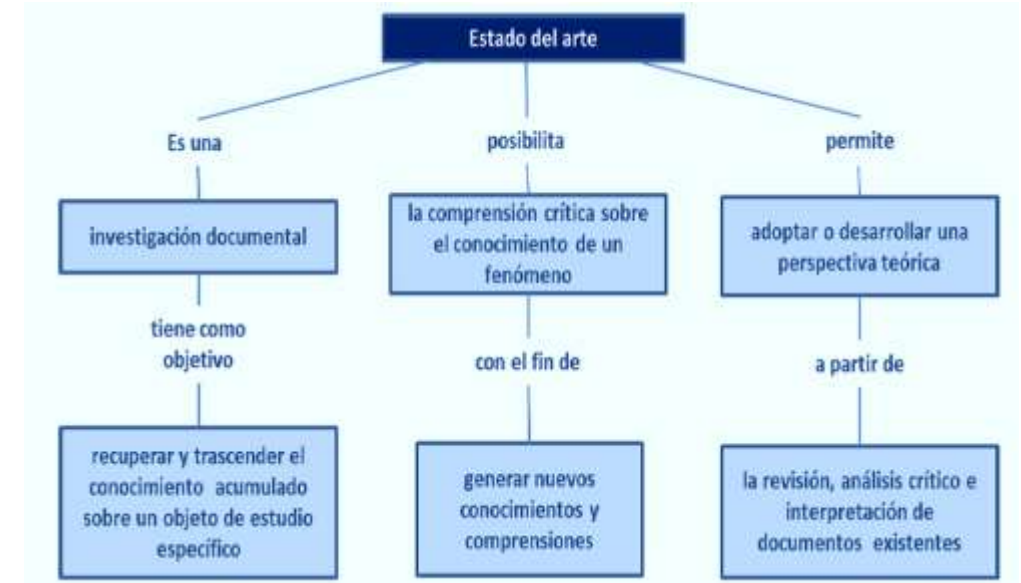 Estado del arte
Es una
investigación documental
tiene como
objetivo
recuperar y trascender el
conocimiento acumulado
sobre un objeto de estudio
específico
posibilita
la comprensión crítica sobre
el conocimiento de un
fenómeno
con el fin de
generar nuevos
conocimientos y
comprensiones
permite
adoptar o desarrollar una
perspectiva teórica
a partir de
la revisión, análisis crítico e
interpretación de
documentos existentes